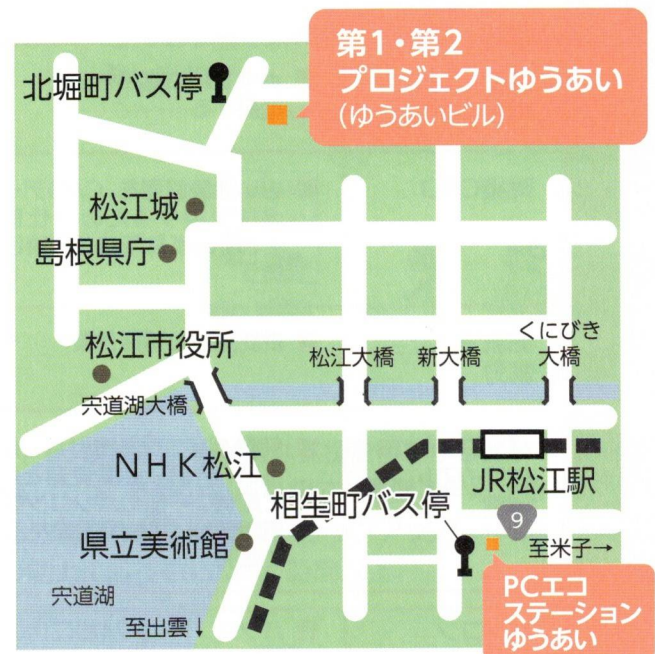 第1・第2
プロジェクトゆうあい
(ゆうあいビル)
北堀町バス停
松江城
島根県庁
松江市役所
宍道湖大橋
松江大橋
新大橋
くにびき
大橋
NHK松江
JR松江駅
相生町バス停
9
県立美術館
至米子→
宍道湖
至出雲↓
PCエコ
ステーション
ゆうあい